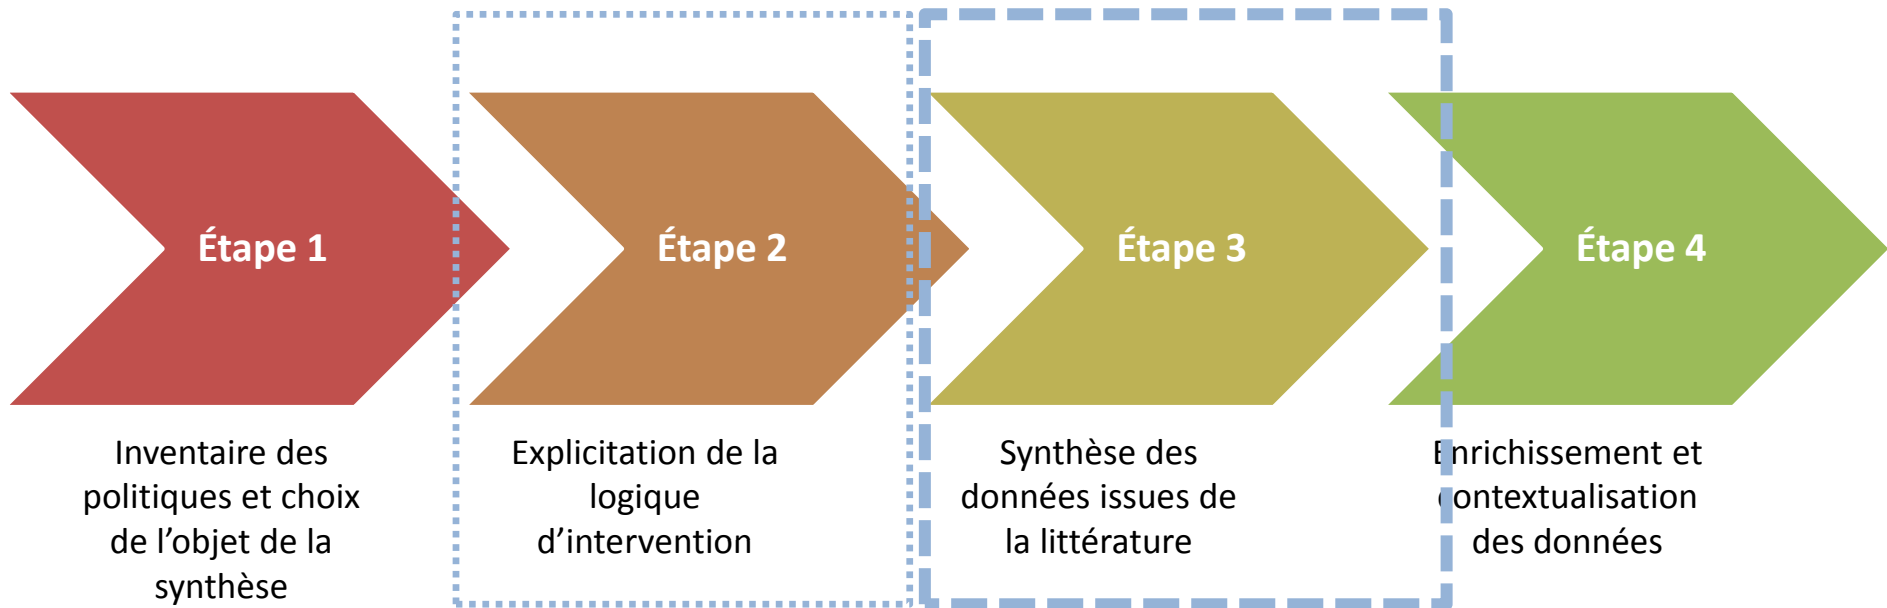 Étape 1
Étape 2
Étape 3
Étape 4
Inventaire des
politiques et choix
de l’objet de la
synthèse
Explicitation de la
logique
d’intervention
Synthèse des
données issues de
la littérature
Enrichissement et
contextualisation
des données